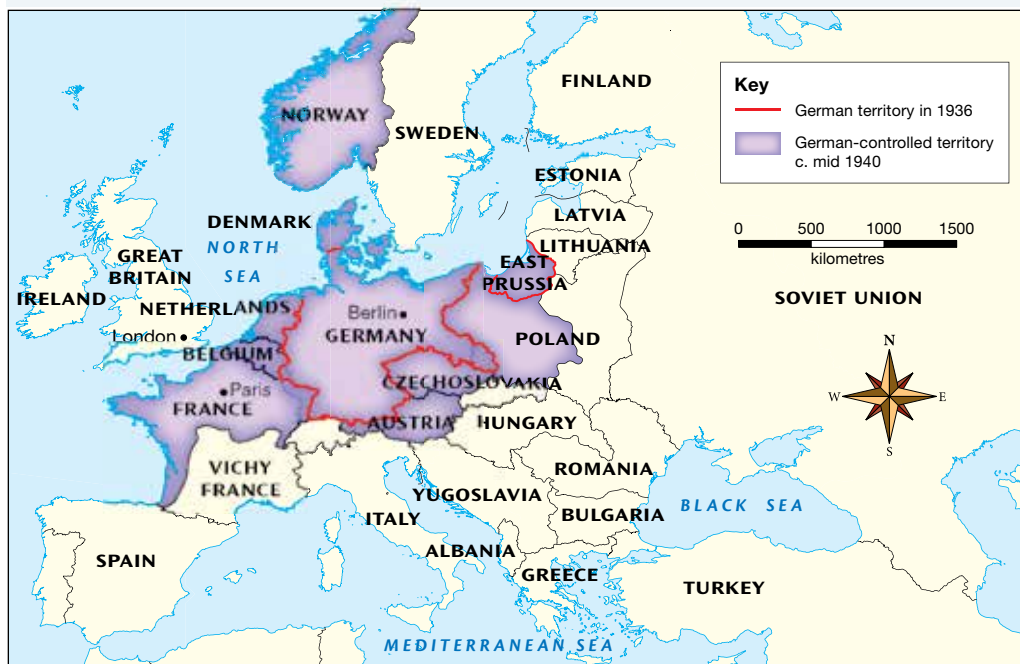 FINLAND
NORWAY
SWEDEN
ESTONIA
LATVIA
LITHUANIA
DENMARK
NORTH
SEA
EAST
PRUSSIA
GREAT
BRITAIN
IRELAND
NETHERLANDS
London
Berlin
GERMANY
POLAND
SOVIET UNION
BELGIUM
CZECHOSLOVAKIA
Paris
FRANCE
AUSTRIA
HUNGARY
VICHY
FRANCE
ROMANIA
YUGOSLAVIA
ITALY
BULGARIA
BLACK SEA
SPAIN
ALBANIA
GREECE
TURKEY
MEDITERRANEAN SEA
Key
German territory in 1936
German-controlled territory
c. mid 1940
0 500 1000 1500
kilometres
N
W E
S